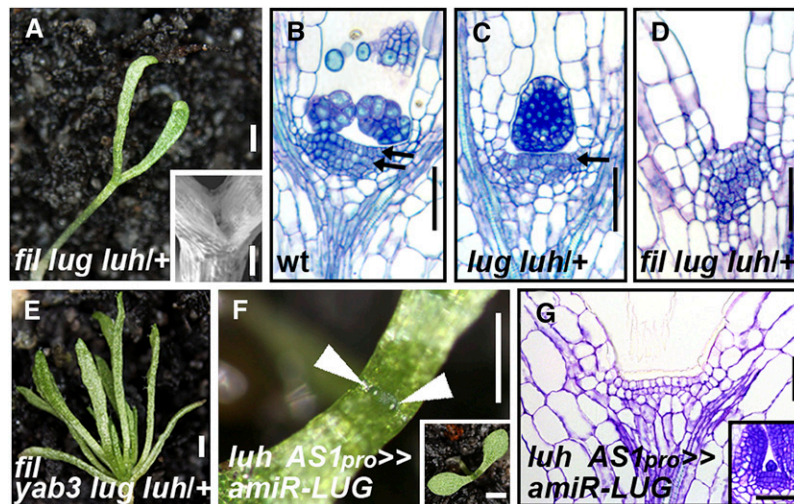 A
fil lug luh/+
B
wt
C
lug luh/+
D
fil lug luh/+
E
fil
yab3 lug luh/+
F
luh AS1pro>>
amiR-LUG
G
luh AS1pro>>
amiR-LUG